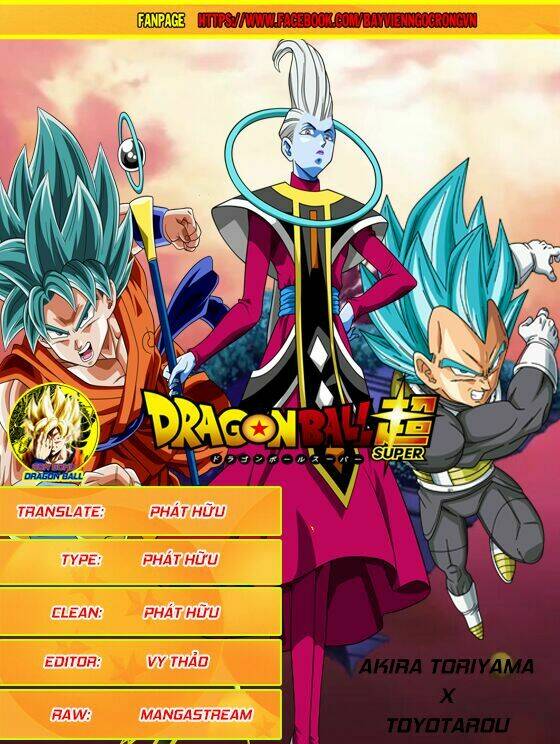 FANPAGE HTTPS://WWW.FACEBOOK.COM/BAYVIENNGOCRONGVN
DRAGON BALL 超
SUPER
ドラゴンボールスーパー
DRAGON BALL
TRANSLATE: PHÁT HỮU
TYPE: PHÁT HỮU
CLEAN: PHÁT HỮU
EDITOR: VY THẢO
RAW: MANGASTREAM
AKIRA TORIYAMA
X
TOYOTAROU